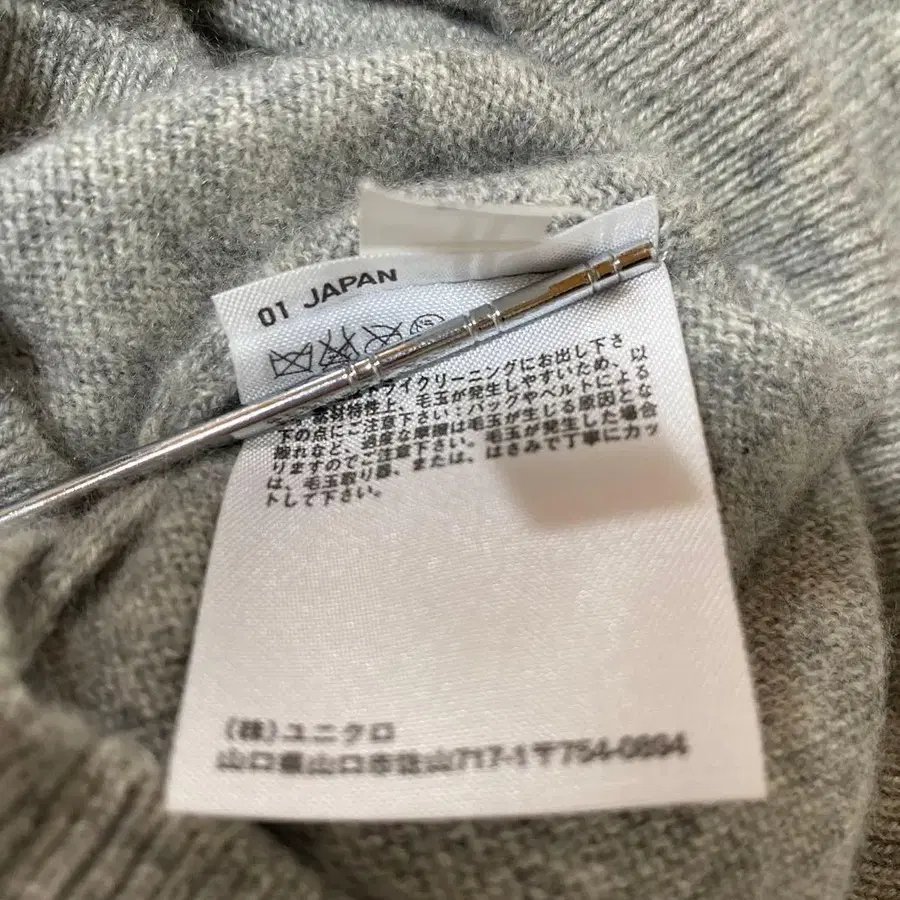 01 JAPAN
ドライクリーニングにお出し下さ
素材特性上、毛玉が発生しやすいため、以
下の点にご注意下さい：バッグやベルトによる
擦れなど、過度な摩擦は毛玉が生じる原因とな
りますのでご注意下さい。毛玉が発生した場合
は、毛玉取り器、または、はさみで丁寧にカッ
トして下さい。
(株)ユニクロ
山口県山口市佐山717-1〒754-0894